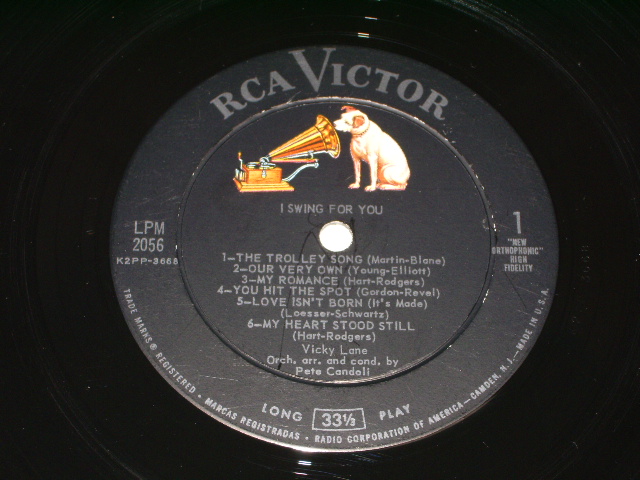 RCA VICTOR
I SWING FOR YOU
LPM
2056
K2PP-3668
1
"NEW
ORTHOPHONIC"
HIGH
FIDELITY
1-THE TROLLEY SONG (Martin-Blane)
2-OUR VERY OWN (Young-Elliott)
3-MY ROMANCE (Hart-Rodgers)
4-YOU HIT THE SPOT (Gordon-Revel)
5-LOVE ISN'T BORN (It's Made)
(Loesser-Schwartz)
6-MY HEART STOOD STILL
(Hart-Rodgers)
Vicky Lane
Orch. arr. and cond. by
Pete Candoli
LONG 33⅓ PLAY
TRADE MARKS ® REGISTERED • MARCAS REGISTRADAS • RADIO CORPORATION OF AMERICA—CAMDEN, N.J.—MADE IN U.S.A.